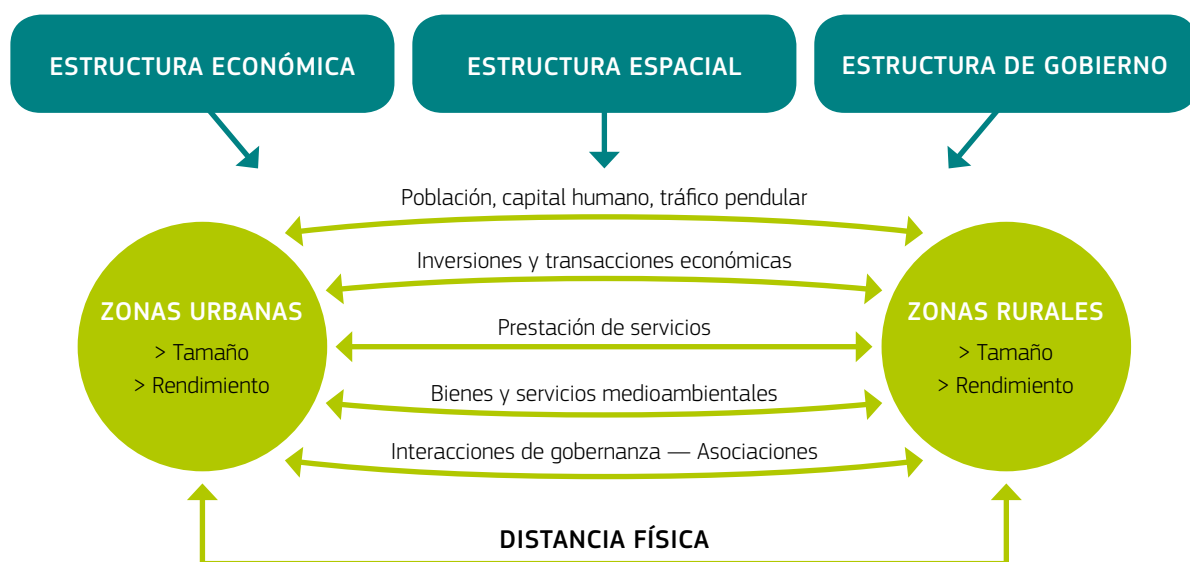 ESTRUCTURA ECONÓMICA
ESTRUCTURA ESPACIAL
ESTRUCTURA DE GOBIERNO
Población, capital humano, tráfico pendular
Inversiones y transacciones económicas
Prestación de servicios
Bienes y servicios medioambientales
Interacciones de gobernanza — Asociaciones
ZONAS URBANAS
> Tamaño
> Rendimiento
ZONAS RURALES
> Tamaño
> Rendimiento
DISTANCIA FÍSICA